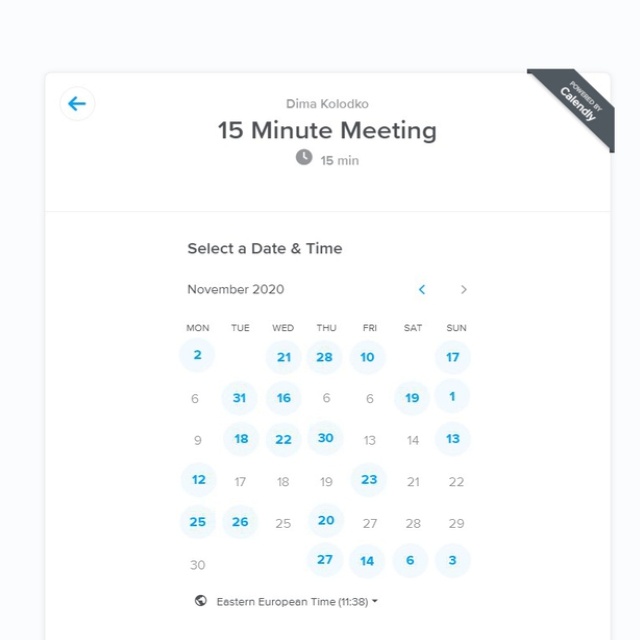 POWERED BY
Calendly
Dima Kolodko
15 Minute Meeting
15 min
Select a Date & Time
November 2020
MON TUE WED THU FRI SAT SUN
2 21 28 10 17
6 31 16 6 6 19 1
9 18 22 30 13 14 13
12 17 18 19 23 21 22
25 26 25 20 27 28 29
30 27 14 6 3
Eastern European Time (11:38)